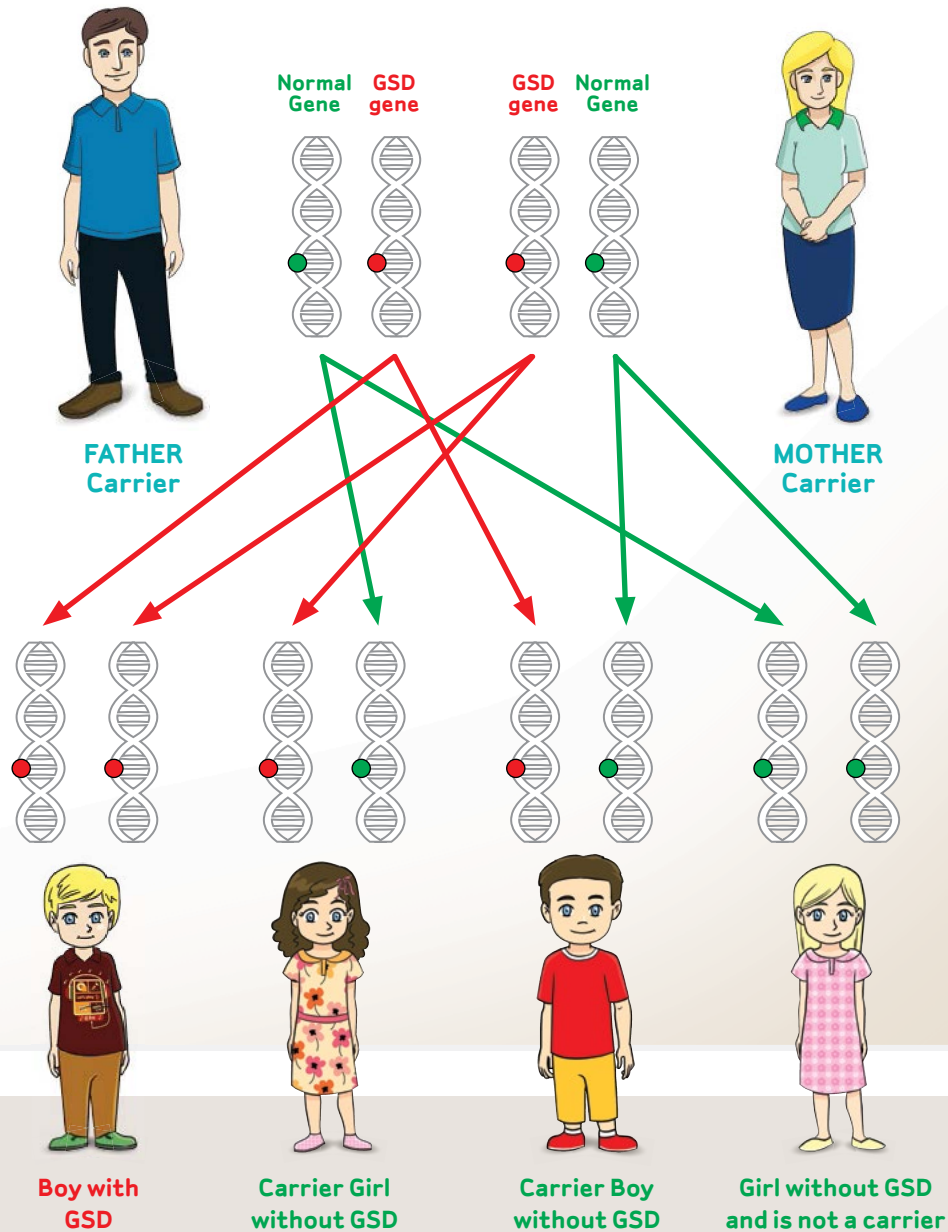 Normal
Gene
GSD
gene
GSD
gene
Normal
Gene
FATHER
Carrier
MOTHER
Carrier
Boy with
GSD
Carrier Girl
without GSD
Carrier Boy
without GSD
Girl without GSD
and is not a carrier